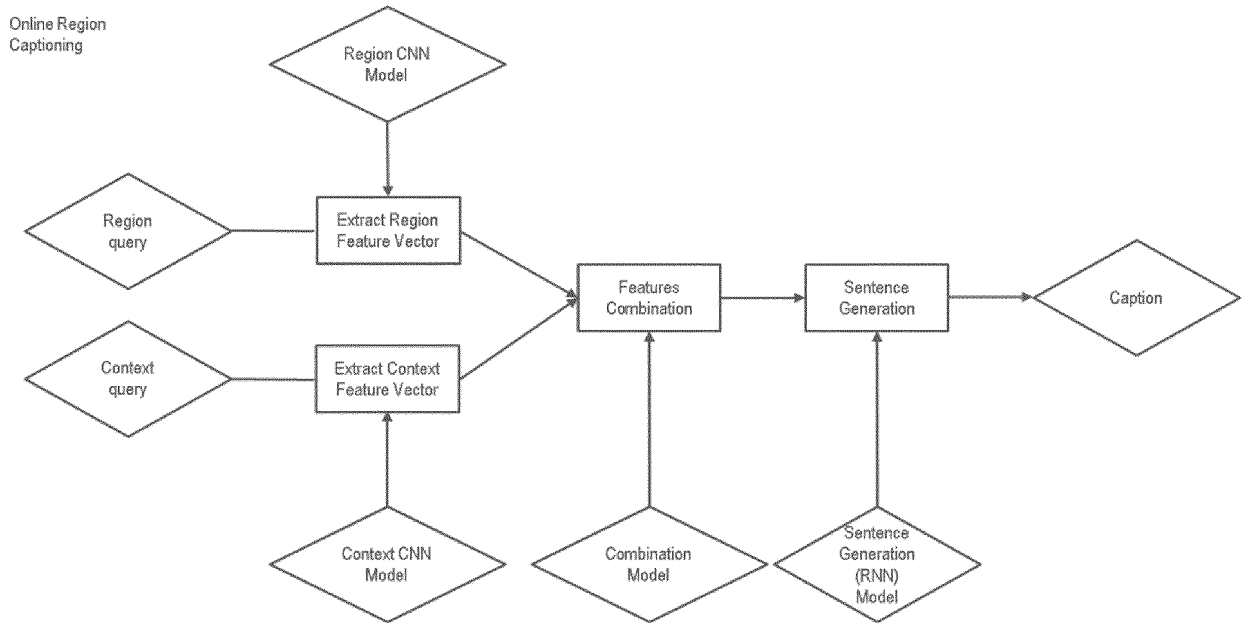 Online Region
Captioning
Region CNN
Model
Region
query
Extract Region
Feature Vector
Features
Combination
Sentence
Generation
Caption
Context
query
Extract Context
Feature Vector
Context CNN
Model
Combination
Model
Sentence
Generation
(RNN)
Model